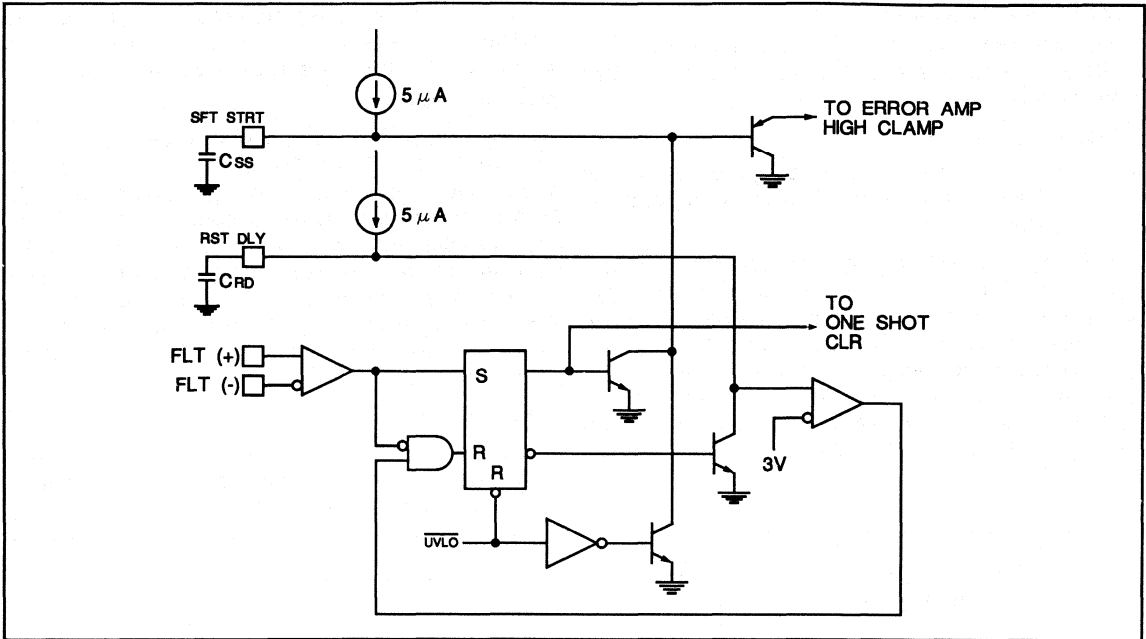 5 μA
SFT STRT
CSS
TO ERROR AMP
HIGH CLAMP
5 μA
RST DLY
CRD
TO
ONE SHOT
CLR
FLT (+)
FLT (-)
S
R
R
3V
UVLO